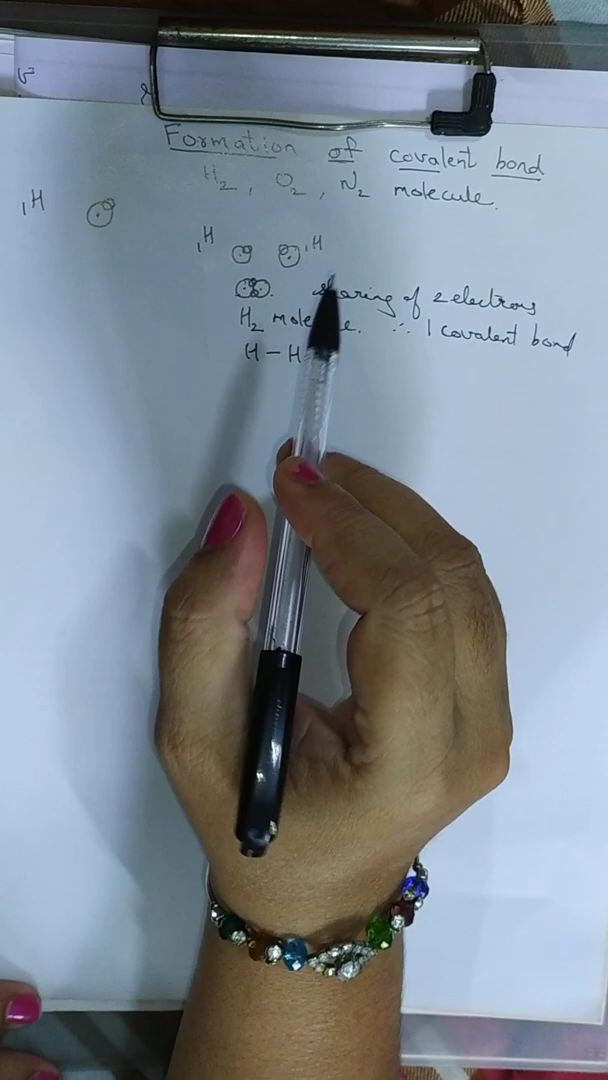 Formation of covalent bond
H2, O2, N2 molecule.
1H
1H 1H
sharing of 2 electrons
H2 molecule. ∴ 1 covalent bond
H-H